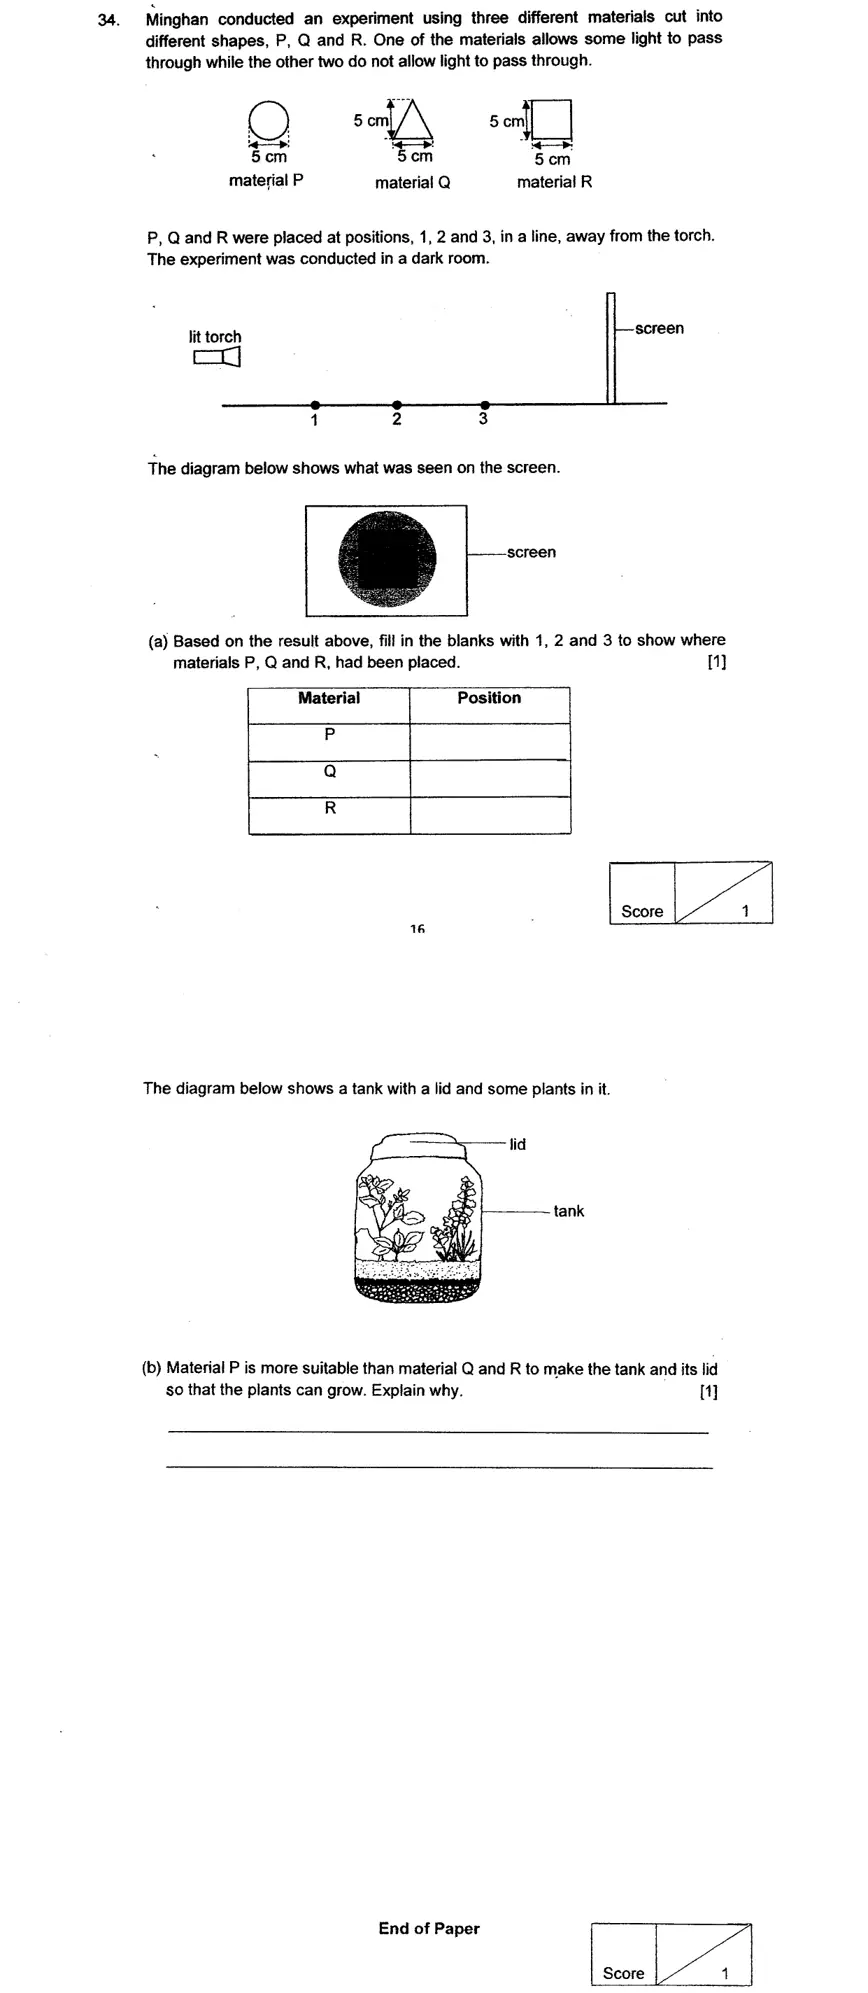 34. Minghan conducted an experiment using three different materials cut into
different shapes, P, Q and R. One of the materials allows some light to pass
through while the other two do not allow light to pass through.
5 cm
5 cm
5 cm
5 cm
5 cm
material P
material Q
material R
P, Q and R were placed at positions, 1, 2 and 3, in a line, away from the torch.
The experiment was conducted in a dark room.
lit torch
screen
1 2 3
The diagram below shows what was seen on the screen.
screen
(a) Based on the result above, fill in the blanks with 1, 2 and 3 to show where
materials P, Q and R, had been placed. [1]
Material Position
P
Q
R
Score 1
16
The diagram below shows a tank with a lid and some plants in it.
lid
tank
(b) Material P is more suitable than material Q and R to make the tank and its lid
so that the plants can grow. Explain why. [1]
End of Paper
Score 1